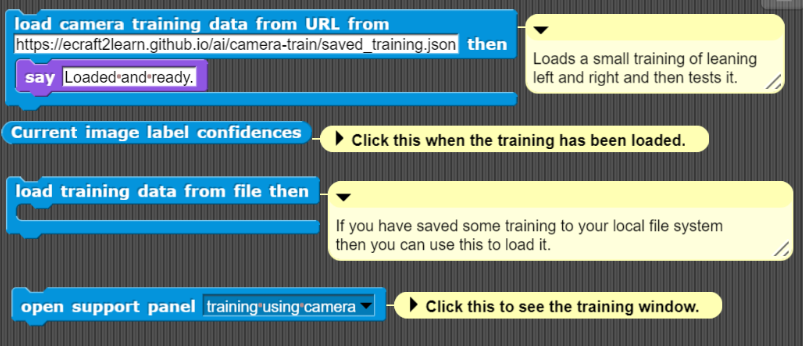 load camera training data from URL from
https://ecraft2learn.github.io/ai/camera-train/saved_training.json then
say Loaded and ready.
Loads a small training of leaning
left and right and then tests it.
Current image label confidences
Click this when the training has been loaded.
load training data from file then
If you have saved some training to your local file system
then you can use this to load it.
open support panel training using camera
Click this to see the training window.